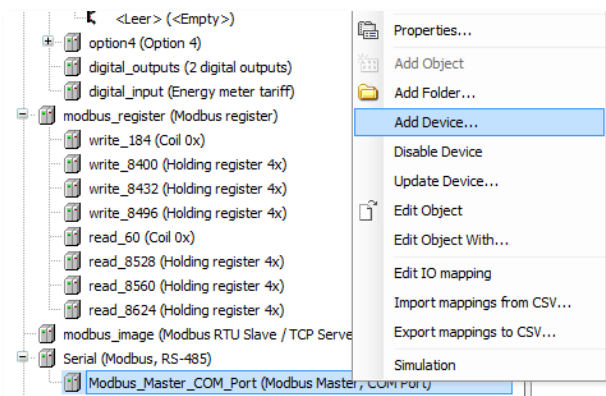 <Leer> (<Empty>)
option4 (Option 4)
digital_outputs (2 digital outputs)
digital_input (Energy meter tariff)
modbus_register (Modbus register)
write_184 (Coil 0x)
write_8400 (Holding register 4x)
write_8432 (Holding register 4x)
write_8496 (Holding register 4x)
read_60 (Coil 0x)
read_8528 (Holding register 4x)
read_8560 (Holding register 4x)
read_8624 (Holding register 4x)
modbus_image (Modbus RTU Slave / TCP Serve
Serial (Modbus, RS-485)
Modbus_Master_COM_Port (Modbus Master, COM Port)
Properties...
Add Object
Add Folder...
Add Device...
Disable Device
Update Device...
Edit Object
Edit Object With...
Edit IO mapping
Import mappings from CSV...
Export mappings to CSV...
Simulation